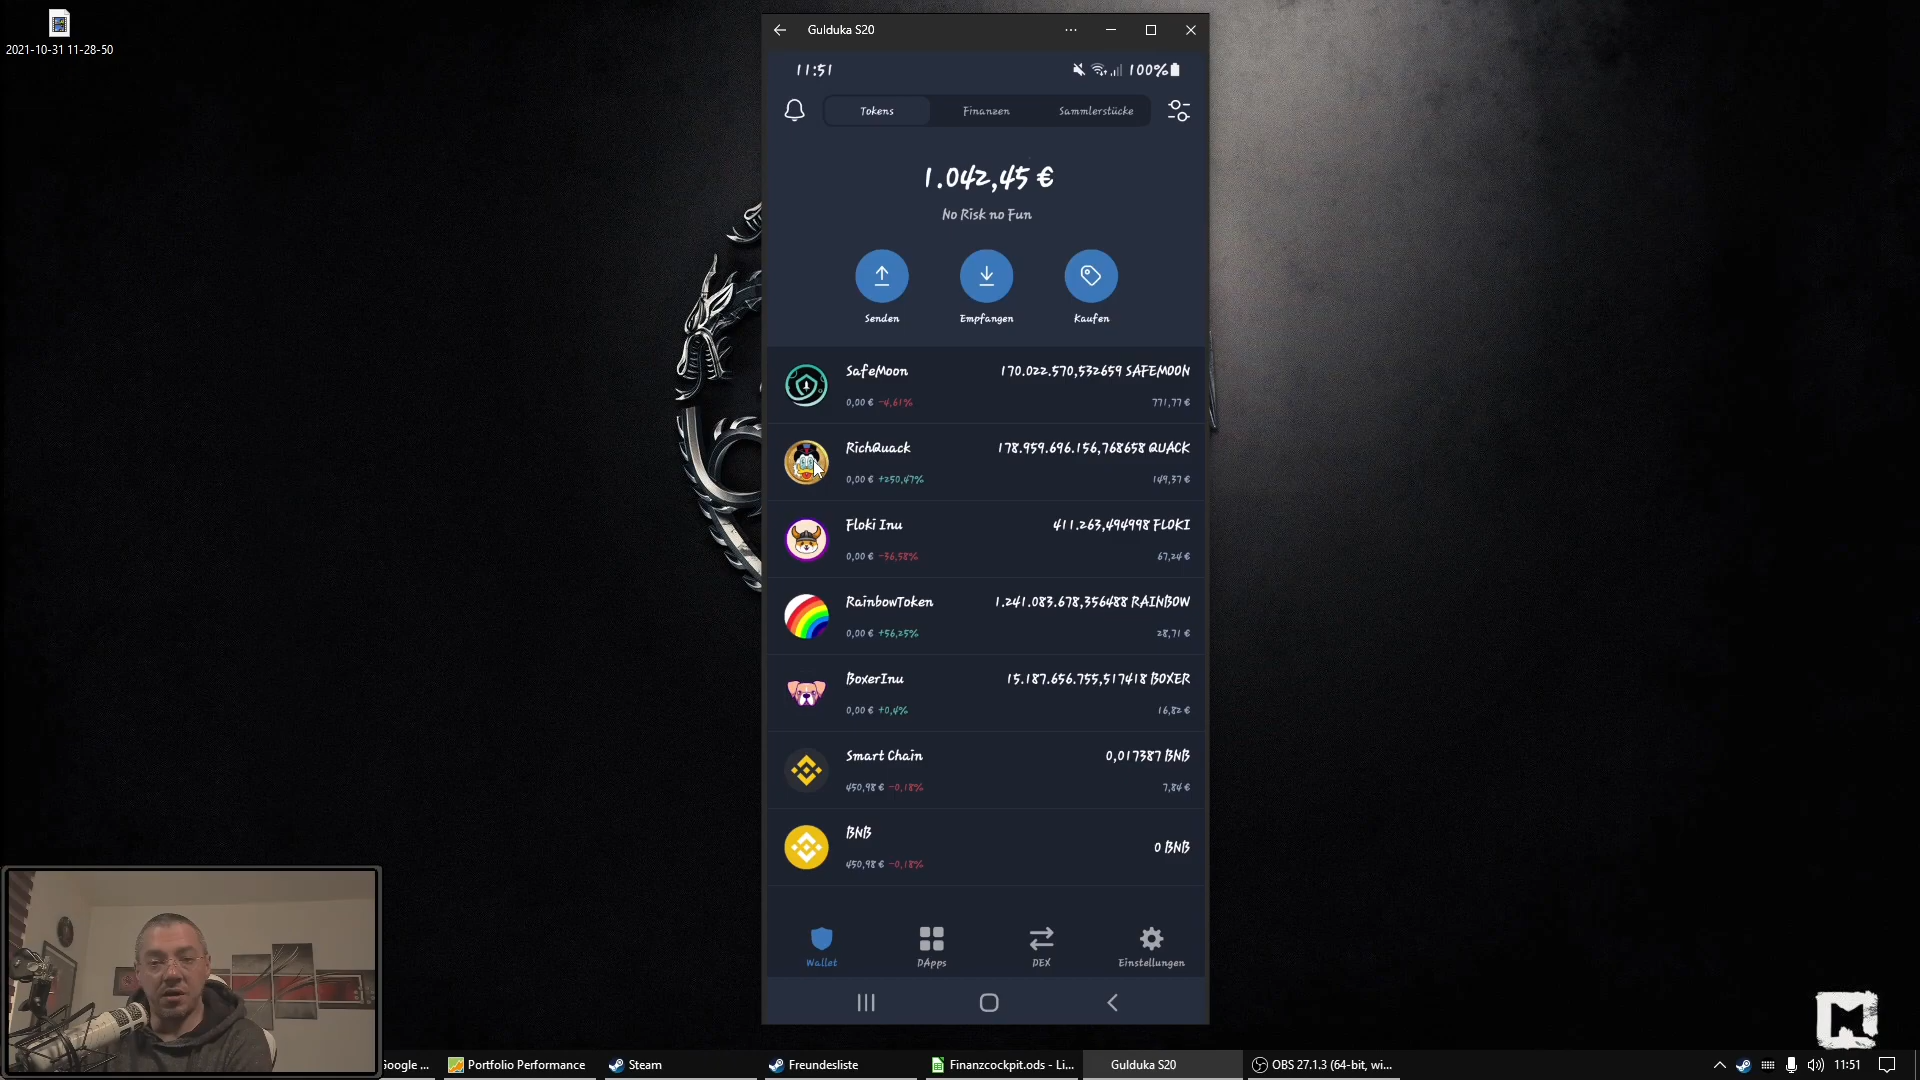 2021-10-31 11-28-50
Gulduka S20
11:51
100%
Tokens
Finanzen
Sammlerstücke
1.042,45 €
No Risk no Fun
Senden
Empfangen
Kaufen
SafeMoon
170.022.570,532659 SAFEMOON
0,00 € -4,61%
771,77 €
RichQuack
178.959.696.156,768658 QUACK
0,00 € +250,47%
149,37 €
Floki Inu
411.263,494998 FLOKI
0,00 € -36,58%
67,24 €
RainbowToken
1.241.083.678,356488 RAINBOW
0,00 € +56,25%
28,71 €
BoxerInu
15.187.656.755,517418 BOXER
0,00 € +0,4%
16,82 €
Smart Chain
0,017387 BNB
450,98 € -0,18%
7,84 €
BNB
0 BNB
450,98 € -0,18%
Wallet
DApps
DEX
Einstellungen
Google ...
Portfolio Performance
Steam
Freundesliste
Finanzcockpit.ods - Li...
Gulduka S20
OBS 27.1.3 (64-bit, wi...
11:51